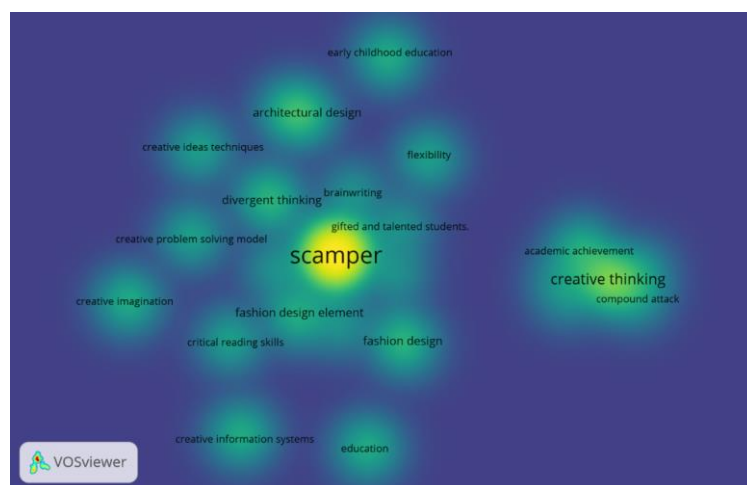 early childhood education
architectural design
creative ideas techniques
flexibility
brainwriting
divergent thinking
gifted and talented students.
creative problem solving model
scamper
academic achievement
creative thinking
compound attack
creative imagination
fashion design element
critical reading skills
fashion design
creative information systems
education
VOSviewer